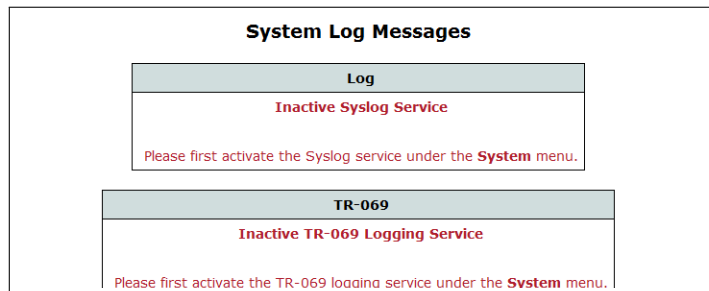 System Log Messages
Log
Inactive Syslog Service
Please first activate the Syslog service under the System menu.
TR-069
Inactive TR-069 Logging Service
Please first activate the TR-069 logging service under the System menu.